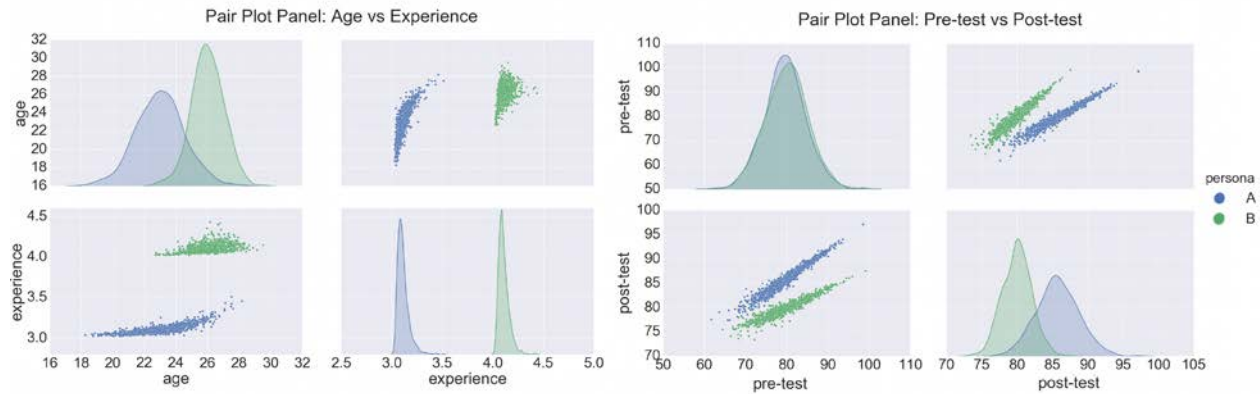 Pair Plot Panel: Age vs Experience
32
30
28
26
24
22
20
18
16
age
4.5
4.0
3.5
3.0
experience
16 20 22 24 26 28 30 32
age
2.5 3.0 3.5 4.0 4.5 5.0
experience
Pair Plot Panel: Pre-test vs Post-test
110
100
90
80
70
60
50
pre-test
100
95
90
85
80
75
70
post-test
50 60 70 80 90 100 110
pre-test
70 75 80 85 90 95 105
post-test
persona
A
B